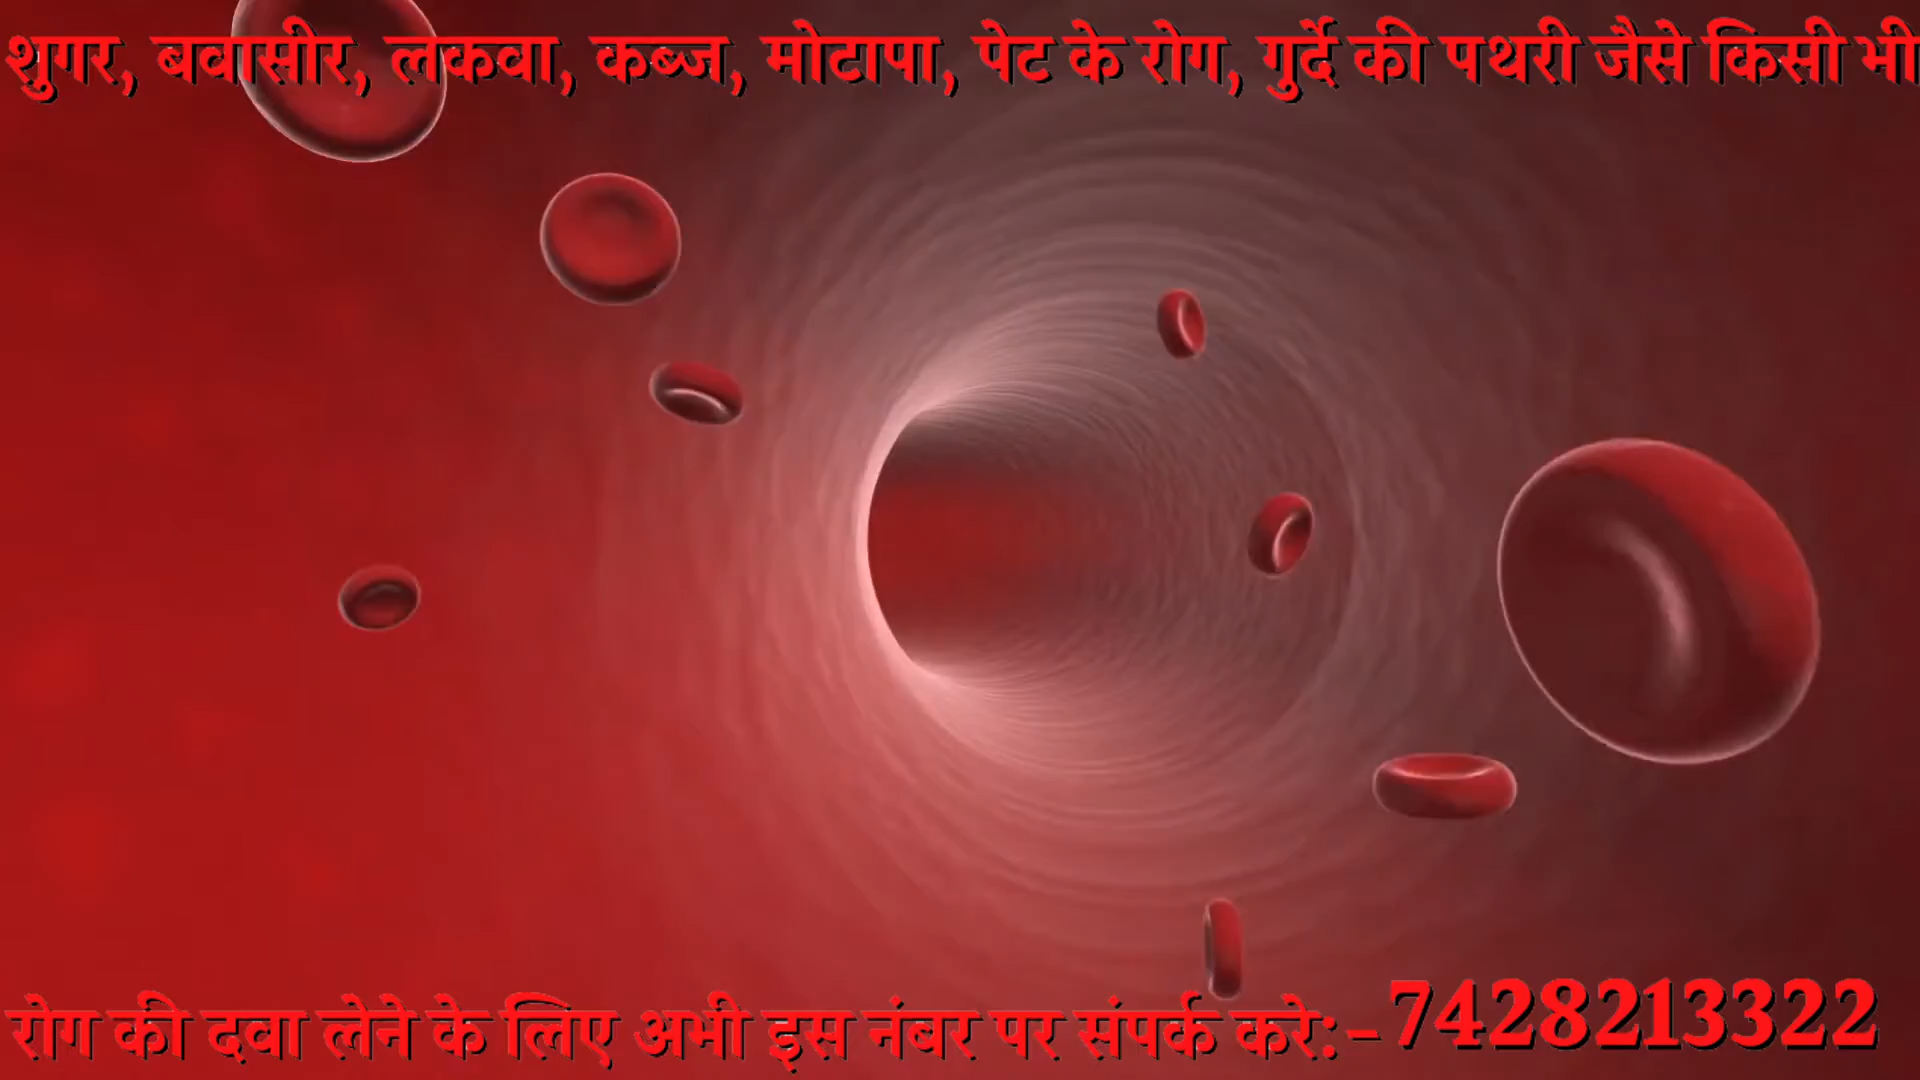 शुगर, बवासीर, लकवा, कब्ज, मोटापा, पेट के रोग, गुर्दे की पथरी जैसे किसी भी
रोग की दवा लेने के लिए अभी इस नंबर पर संपर्क करे:-7428213322